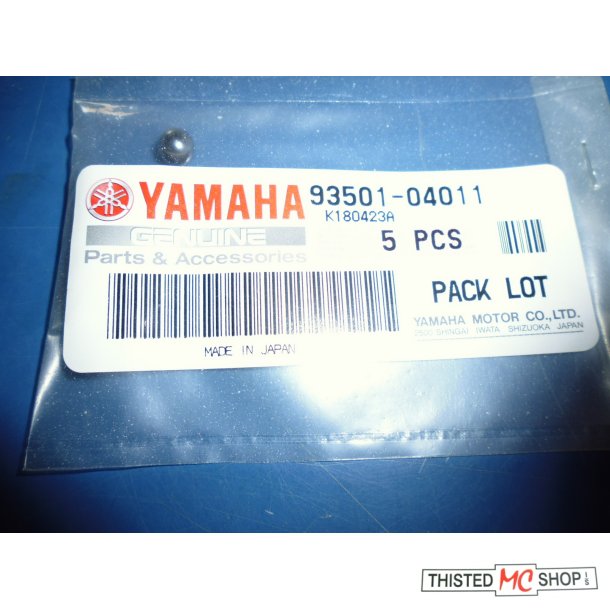 YAMAHA 93501-04011
K180423A
GENUINE
5 PCS
Parts & Accessories
PACK LOT
YAMAHA MOTOR CO.,LTD.
2500 SHINGAI IWATA SHIZUOKA JAPAN
MADE IN JAPAN
THISTED MC SHOP I/S